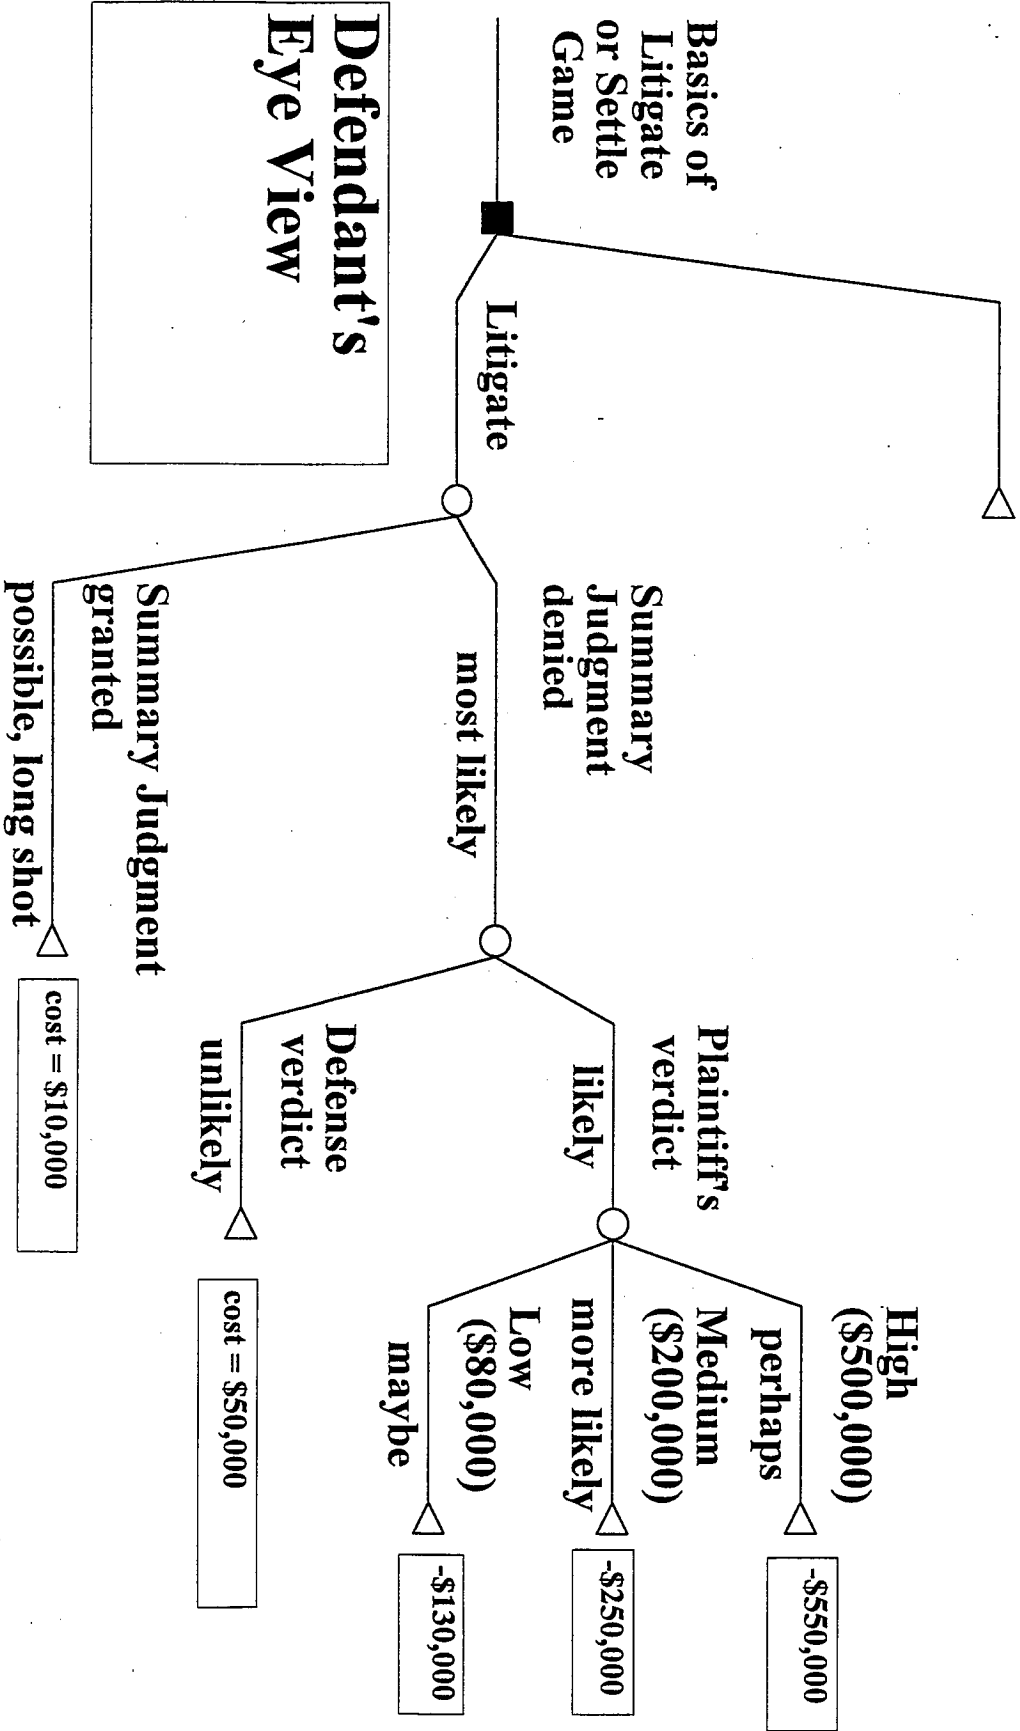 Basics of
Litigate
or Settle
Game
Litigate
Defendant's
Eye View
Summary
Judgment
denied
most likely
Summary Judgment
granted
possible, long shot
cost = $10,000
Plaintiff's
verdict
likely
Defense
verdict
unlikely
cost = $50,000
High
($500,000)
perhaps
-$550,000
Medium
($200,000)
more likely
-$250,000
Low
($80,000)
maybe
-$130,000